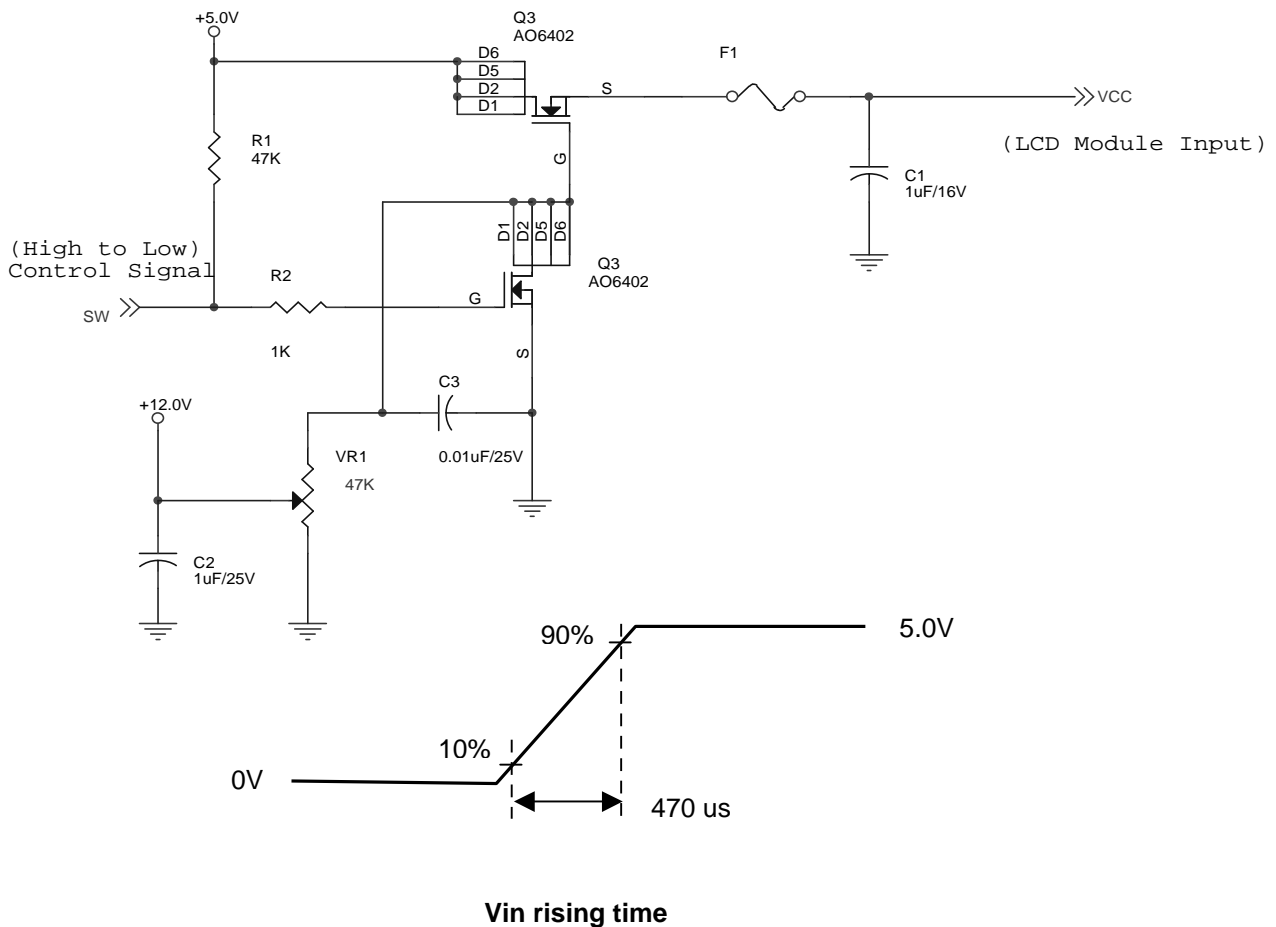 +5.0V
Q3
AO6402
D6
D5
D2
D1
S
F1
VCC
(LCD Module Input)
R1
47K
G
C1
1uF/16V
D1
D2
D5
D6
(High to Low)
Control Signal
SW
R2
1K
G
Q3
AO6402
S
C3
0.01uF/25V
+12.0V
VR1
47K
C2
1uF/25V
90%
5.0V
10%
0V
470 us
Vin rising time